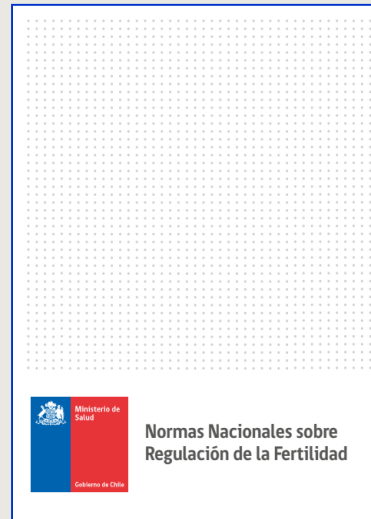 Ministerio de
Salud
Gobierno de Chile
Normas Nacionales sobre
Regulación de la Fertilidad